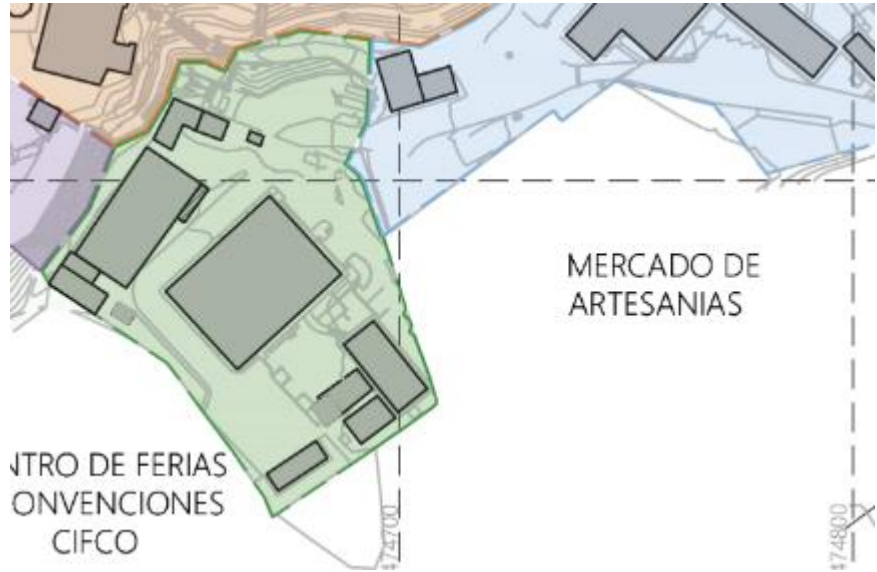 MERCADO DE
ARTESANIAS
NTRO DE FERIAS
ONVENCIONES
CIFCO
474700
474800